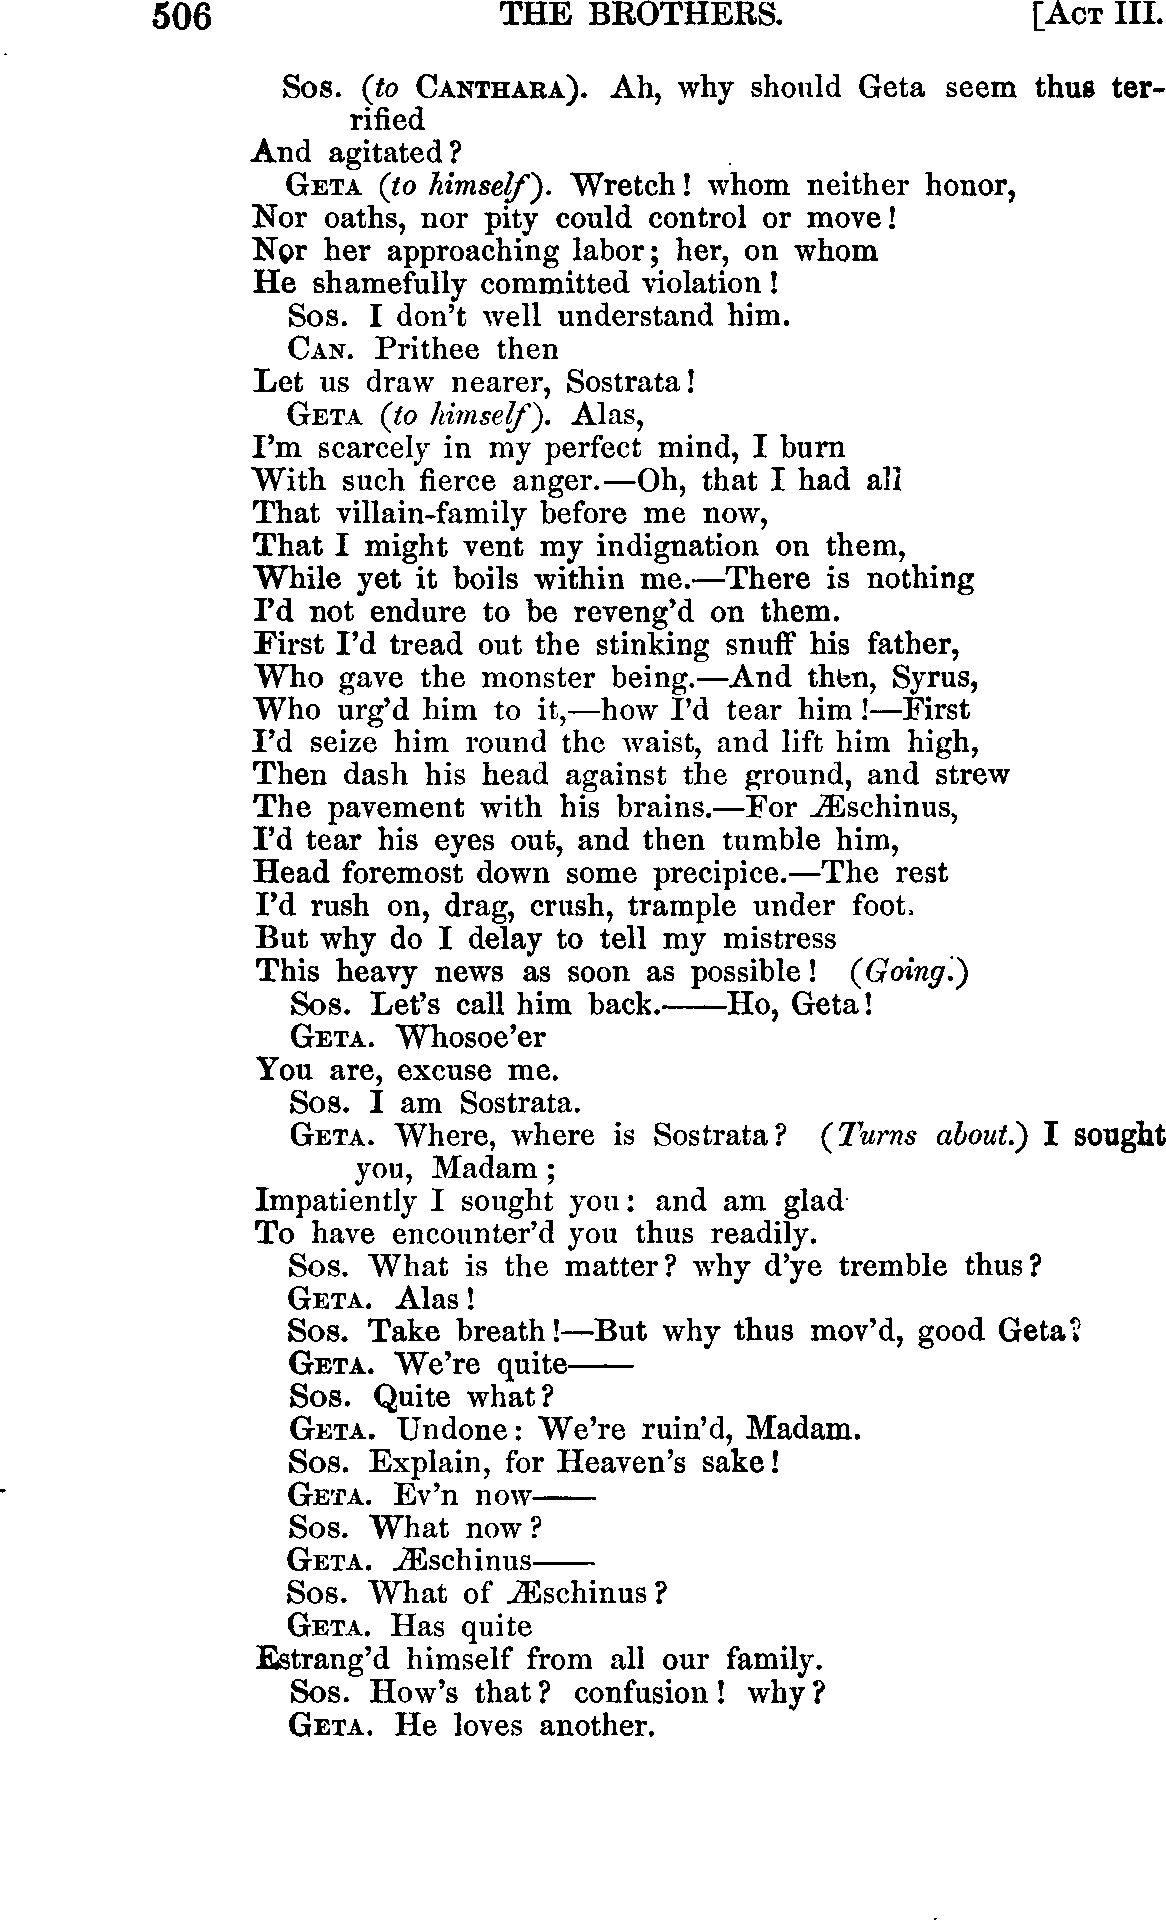 506 THE BROTHERS. [ACT III.
Sos. (to CANTHARA). Ah, why should Geta seem thus ter-
rified
And agitated?
GETA (to himself). Wretch! whom neither honor,
Nor oaths, nor pity could control or move!
Nor her approaching labor; her, on whom
He shamefully committed violation!
Sos. I don't well understand him.
CAN. Prithee then
Let us draw nearer, Sostrata!
GETA (to himself). Alas,
I'm scarcely in my perfect mind, I burn
With such fierce anger.—Oh, that I had all
That villain-family before me now,
That I might vent my indignation on them,
While yet it boils within me.—There is nothing
I'd not endure to be reveng'd on them.
First I'd tread out the stinking snuff his father,
Who gave the monster being.—And then, Syrus,
Who urg'd him to it,—how I'd tear him!—First
I'd seize him round the waist, and lift him high,
Then dash his head against the ground, and strew
The pavement with his brains.—For Æschinus,
I'd tear his eyes out, and then tumble him,
Head foremost down some precipice.—The rest
I'd rush on, drag, crush, trample under foot.
But why do I delay to tell my mistress
This heavy news as soon as possible! (Going.)
Sos. Let's call him back.——Ho, Geta!
GETA. Whosoe'er
You are, excuse me.
Sos. I am Sostrata.
GETA. Where, where is Sostrata? (Turns about.) I sought
you, Madam;
Impatiently I sought you: and am glad
To have encounter'd you thus readily.
Sos. What is the matter? why d'ye tremble thus?
GETA. Alas!
Sos. Take breath!—But why thus mov'd, good Geta?
GETA. We're quite——
Sos. Quite what?
GETA. Undone: We're ruin'd, Madam.
Sos. Explain, for Heaven's sake!
GETA. Ev'n now——
Sos. What now?
GETA. Æschinus——
Sos. What of Æschinus?
GETA. Has quite
Estrang'd himself from all our family.
Sos. How's that? confusion! why?
GETA. He loves another.